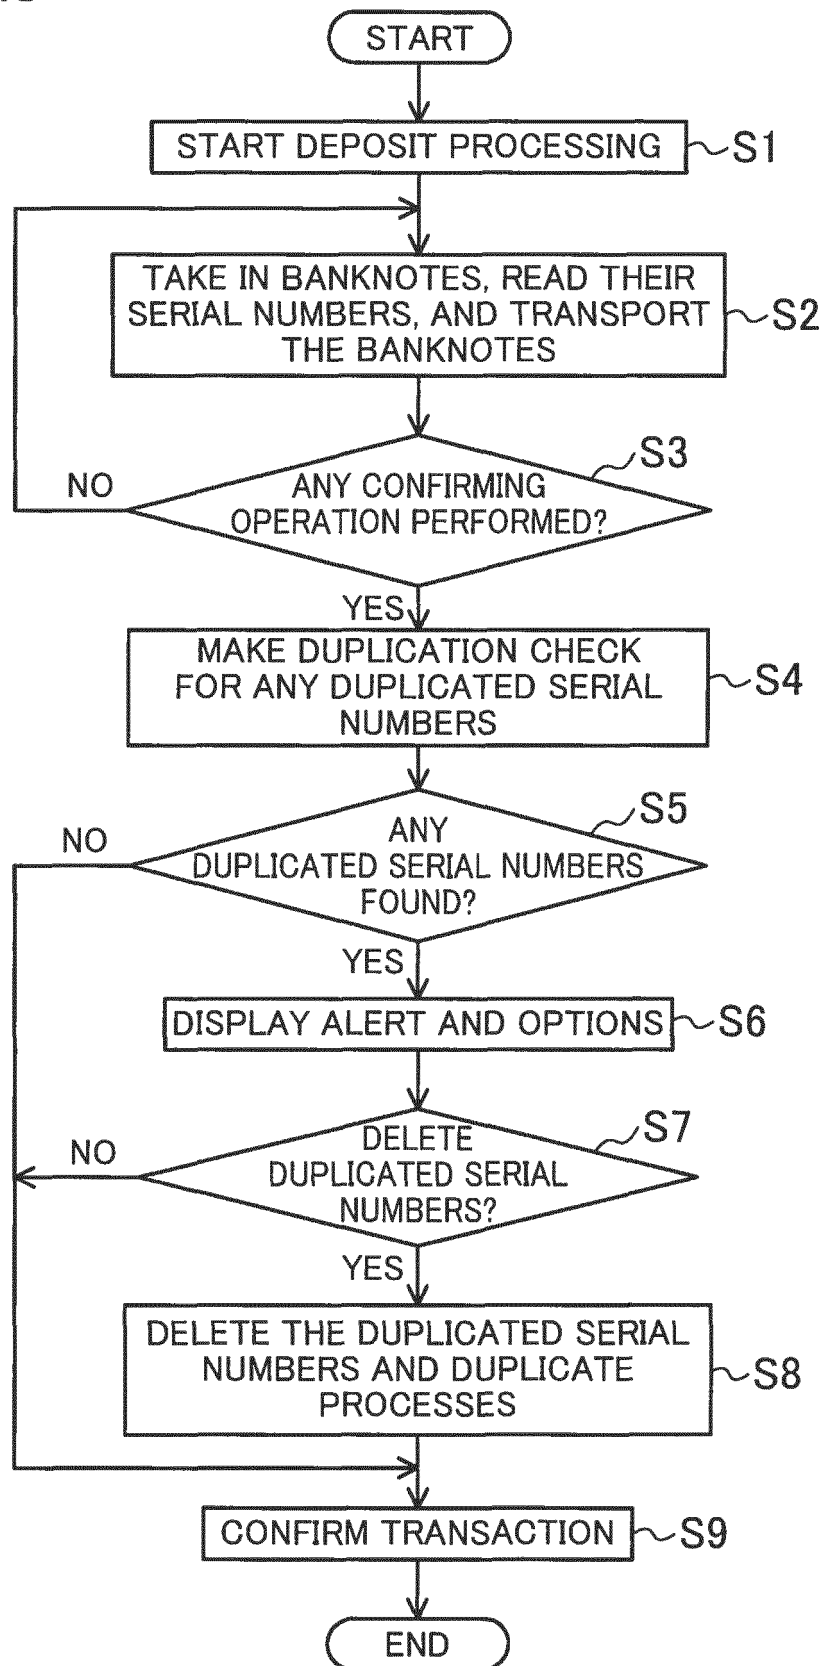 START
START DEPOSIT PROCESSING
S1
TAKE IN BANKNOTES, READ THEIR
SERIAL NUMBERS, AND TRANSPORT
THE BANKNOTES
S2
S3
NO
ANY CONFIRMING
OPERATION PERFORMED?
YES
MAKE DUPLICATION CHECK
FOR ANY DUPLICATED SERIAL
NUMBERS
S4
S5
NO
ANY
DUPLICATED SERIAL NUMBERS
FOUND?
YES
DISPLAY ALERT AND OPTIONS
S6
S7
NO
DELETE
DUPLICATED SERIAL
NUMBERS?
YES
DELETE THE DUPLICATED SERIAL
NUMBERS AND DUPLICATE
PROCESSES
S8
CONFIRM TRANSACTION
S9
END